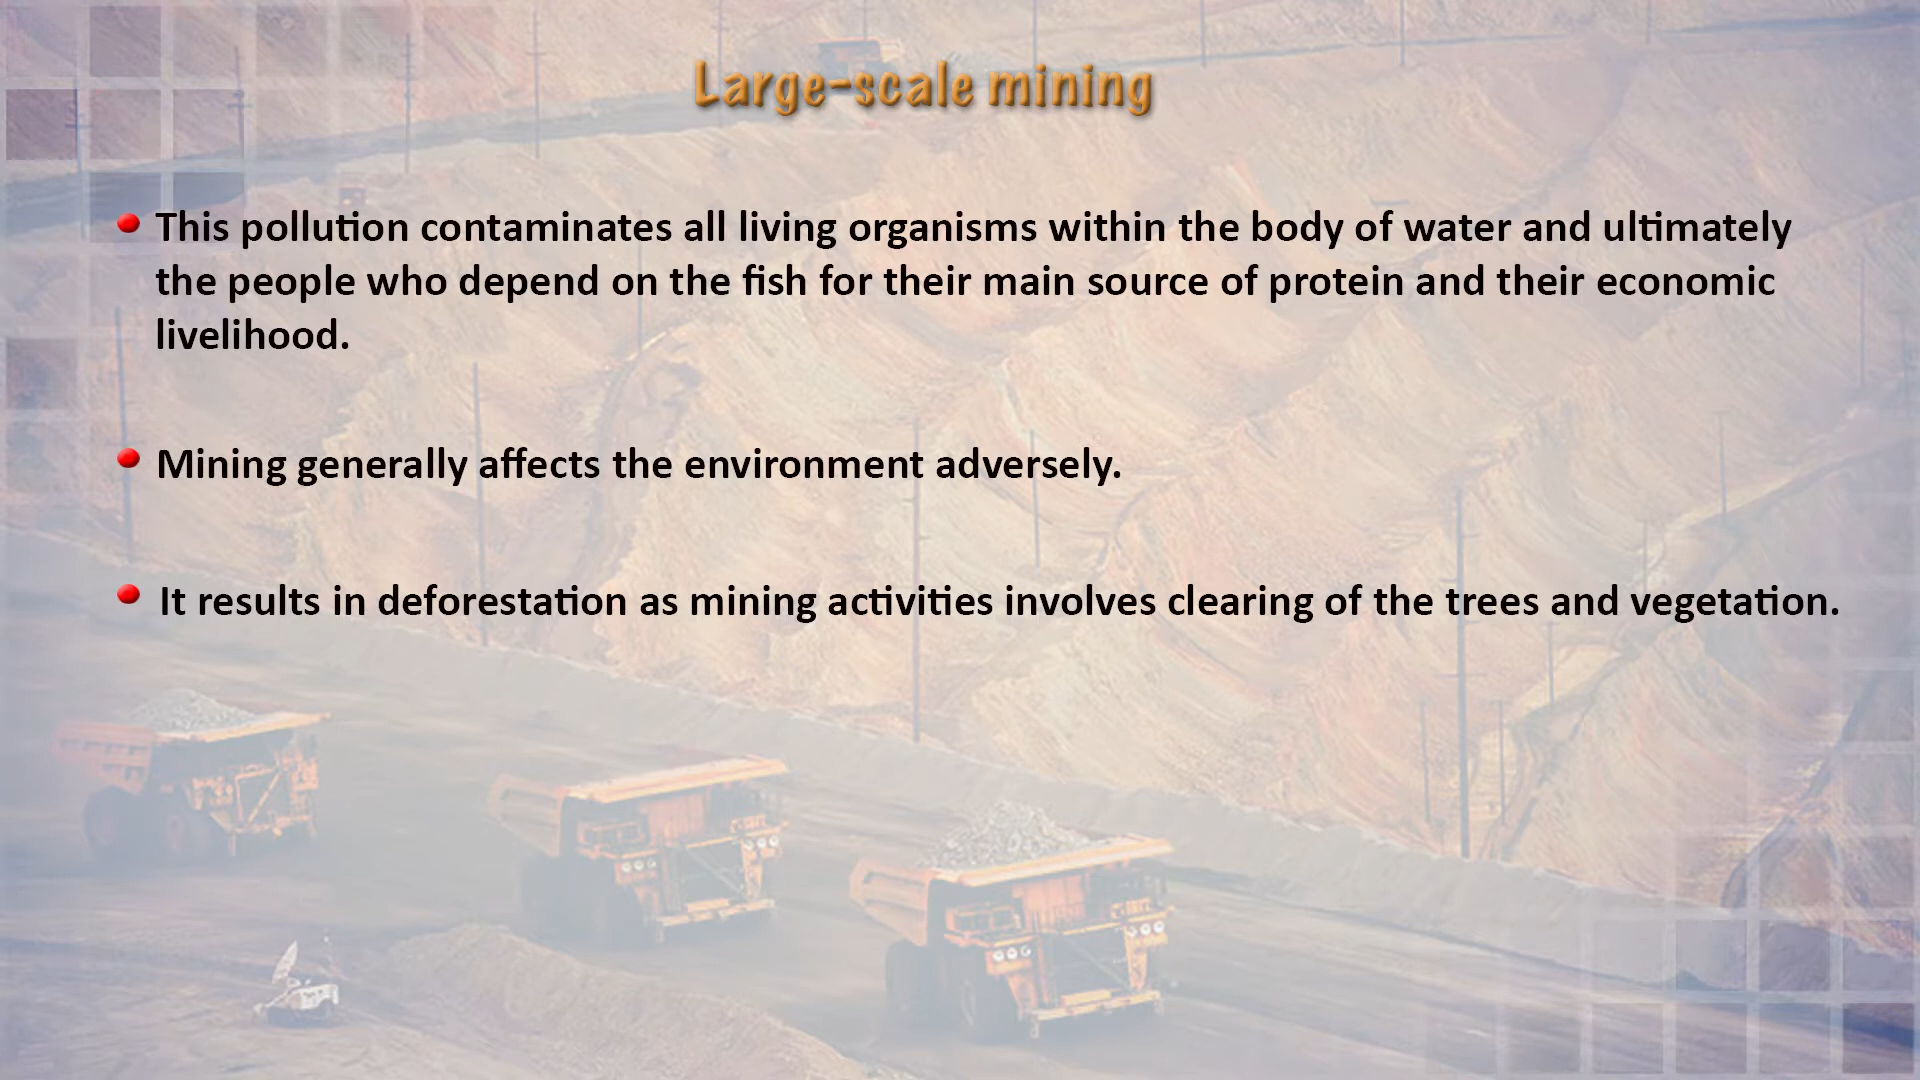 Large-scale mining
This pollution contaminates all living organisms within the body of water and ultimately
the people who depend on the fish for their main source of protein and their economic
livelihood.
Mining generally affects the environment adversely.
It results in deforestation as mining activities involves clearing of the trees and vegetation.